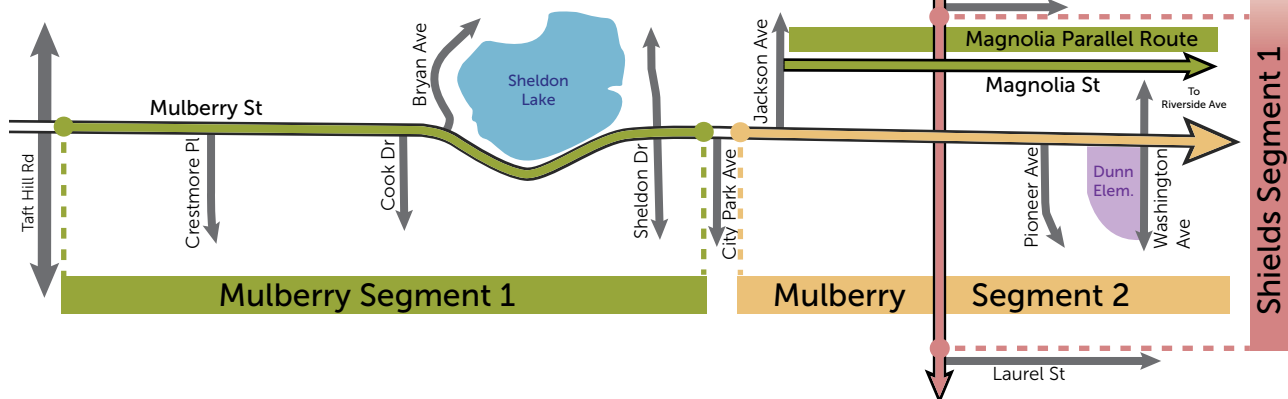 Taft Hill Rd
Mulberry St
Crestmore Pl
Cook Dr
Bryan Ave
Sheldon
Lake
Sheldon Dr
City Park Ave
Jackson Ave
Magnolia Parallel Route
Magnolia St
To
Riverside Ave
Pioneer Ave
Dunn
Elem.
Washington
Ave
Mulberry Segment 1
Mulberry Segment 2
Shields Segment 1
Laurel St